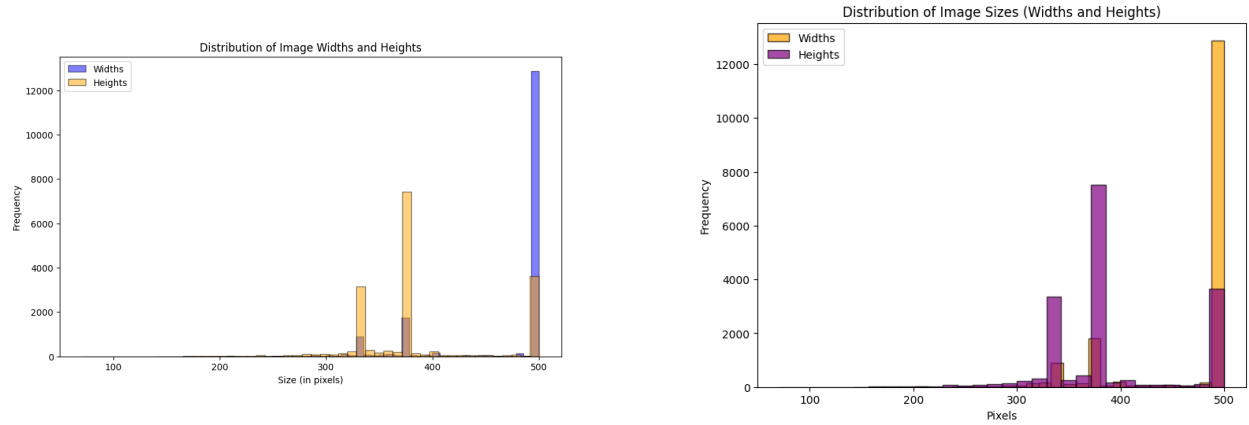 Distribution of Image Widths and Heights
Widths
Heights
Frequency
12000
10000
8000
6000
4000
2000
0
100
200
300
400
500
Size (in pixels)
Distribution of Image Sizes (Widths and Heights)
Widths
Heights
Frequency
12000
10000
8000
6000
4000
2000
0
100
200
300
400
500
Pixels